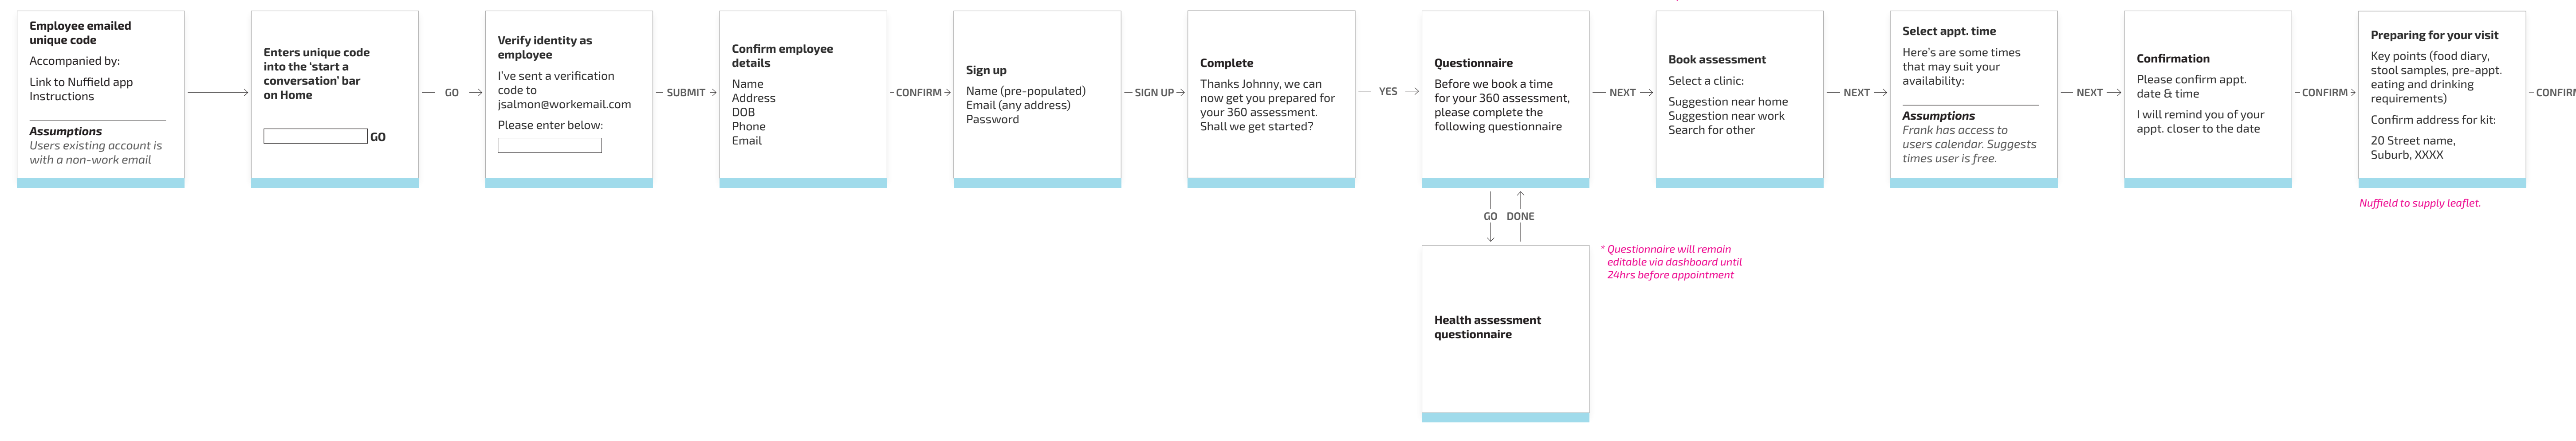 Employee emailed
unique code
Accompanied by:
Link to Nuffield app
Instructions
Assumptions
Users existing account is
with a non-work email
Enters unique code
into the ‘start a
conversation’ bar
on Home
GO
GO
Verify identity as
employee
I’ve sent a verification
code to
jsalmon@workemail.com
Please enter below:
SUBMIT
Confirm employee
details
Name
Address
DOB
Phone
Email
CONFIRM
Sign up
Name (pre-populated)
Email (any address)
Password
SIGN UP
Complete
Thanks Johnny, we can
now get you prepared for
your 360 assessment.
Shall we get started?
YES
Questionnaire
Before we book a time
for your 360 assessment,
please complete the
following questionnaire
GO
DONE
Health assessment
questionnaire
* Questionnaire will remain
editable via dashboard until
24hrs before appointment
NEXT
Book assessment
Select a clinic:
Suggestion near home
Suggestion near work
Search for other
NEXT
Select appt. time
Here’s are some times
that may suit your
availability:
Assumptions
Frank has access to
users calendar. Suggests
times user is free.
NEXT
Confirmation
Please confirm appt.
date & time
I will remind you of your
appt. closer to the date
CONFIRM
Preparing for your visit
Key points (food diary,
stool samples, pre-appt.
eating and drinking
requirements)
Confirm address for kit:
20 Street name,
Suburb, XXXX
Nuffield to supply leaflet.